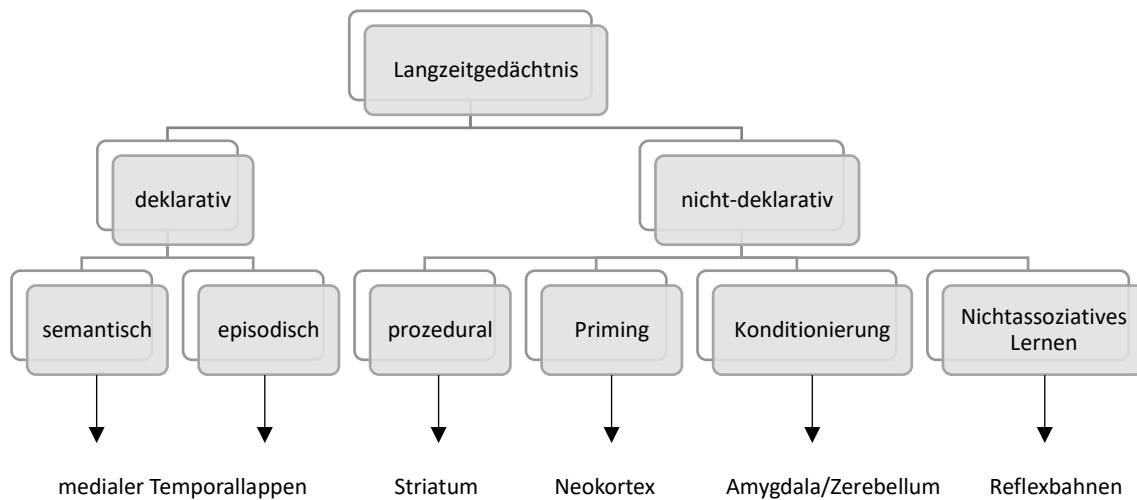 Langzeitgedächtnis
deklarativ
nicht-deklarativ
semantisch
episodisch
prozedural
Priming
Konditionierung
Nichtassoziatives
Lernen
medialer Temporallappen
Striatum
Neokortex
Amygdala/Zerebellum
Reflexbahnen